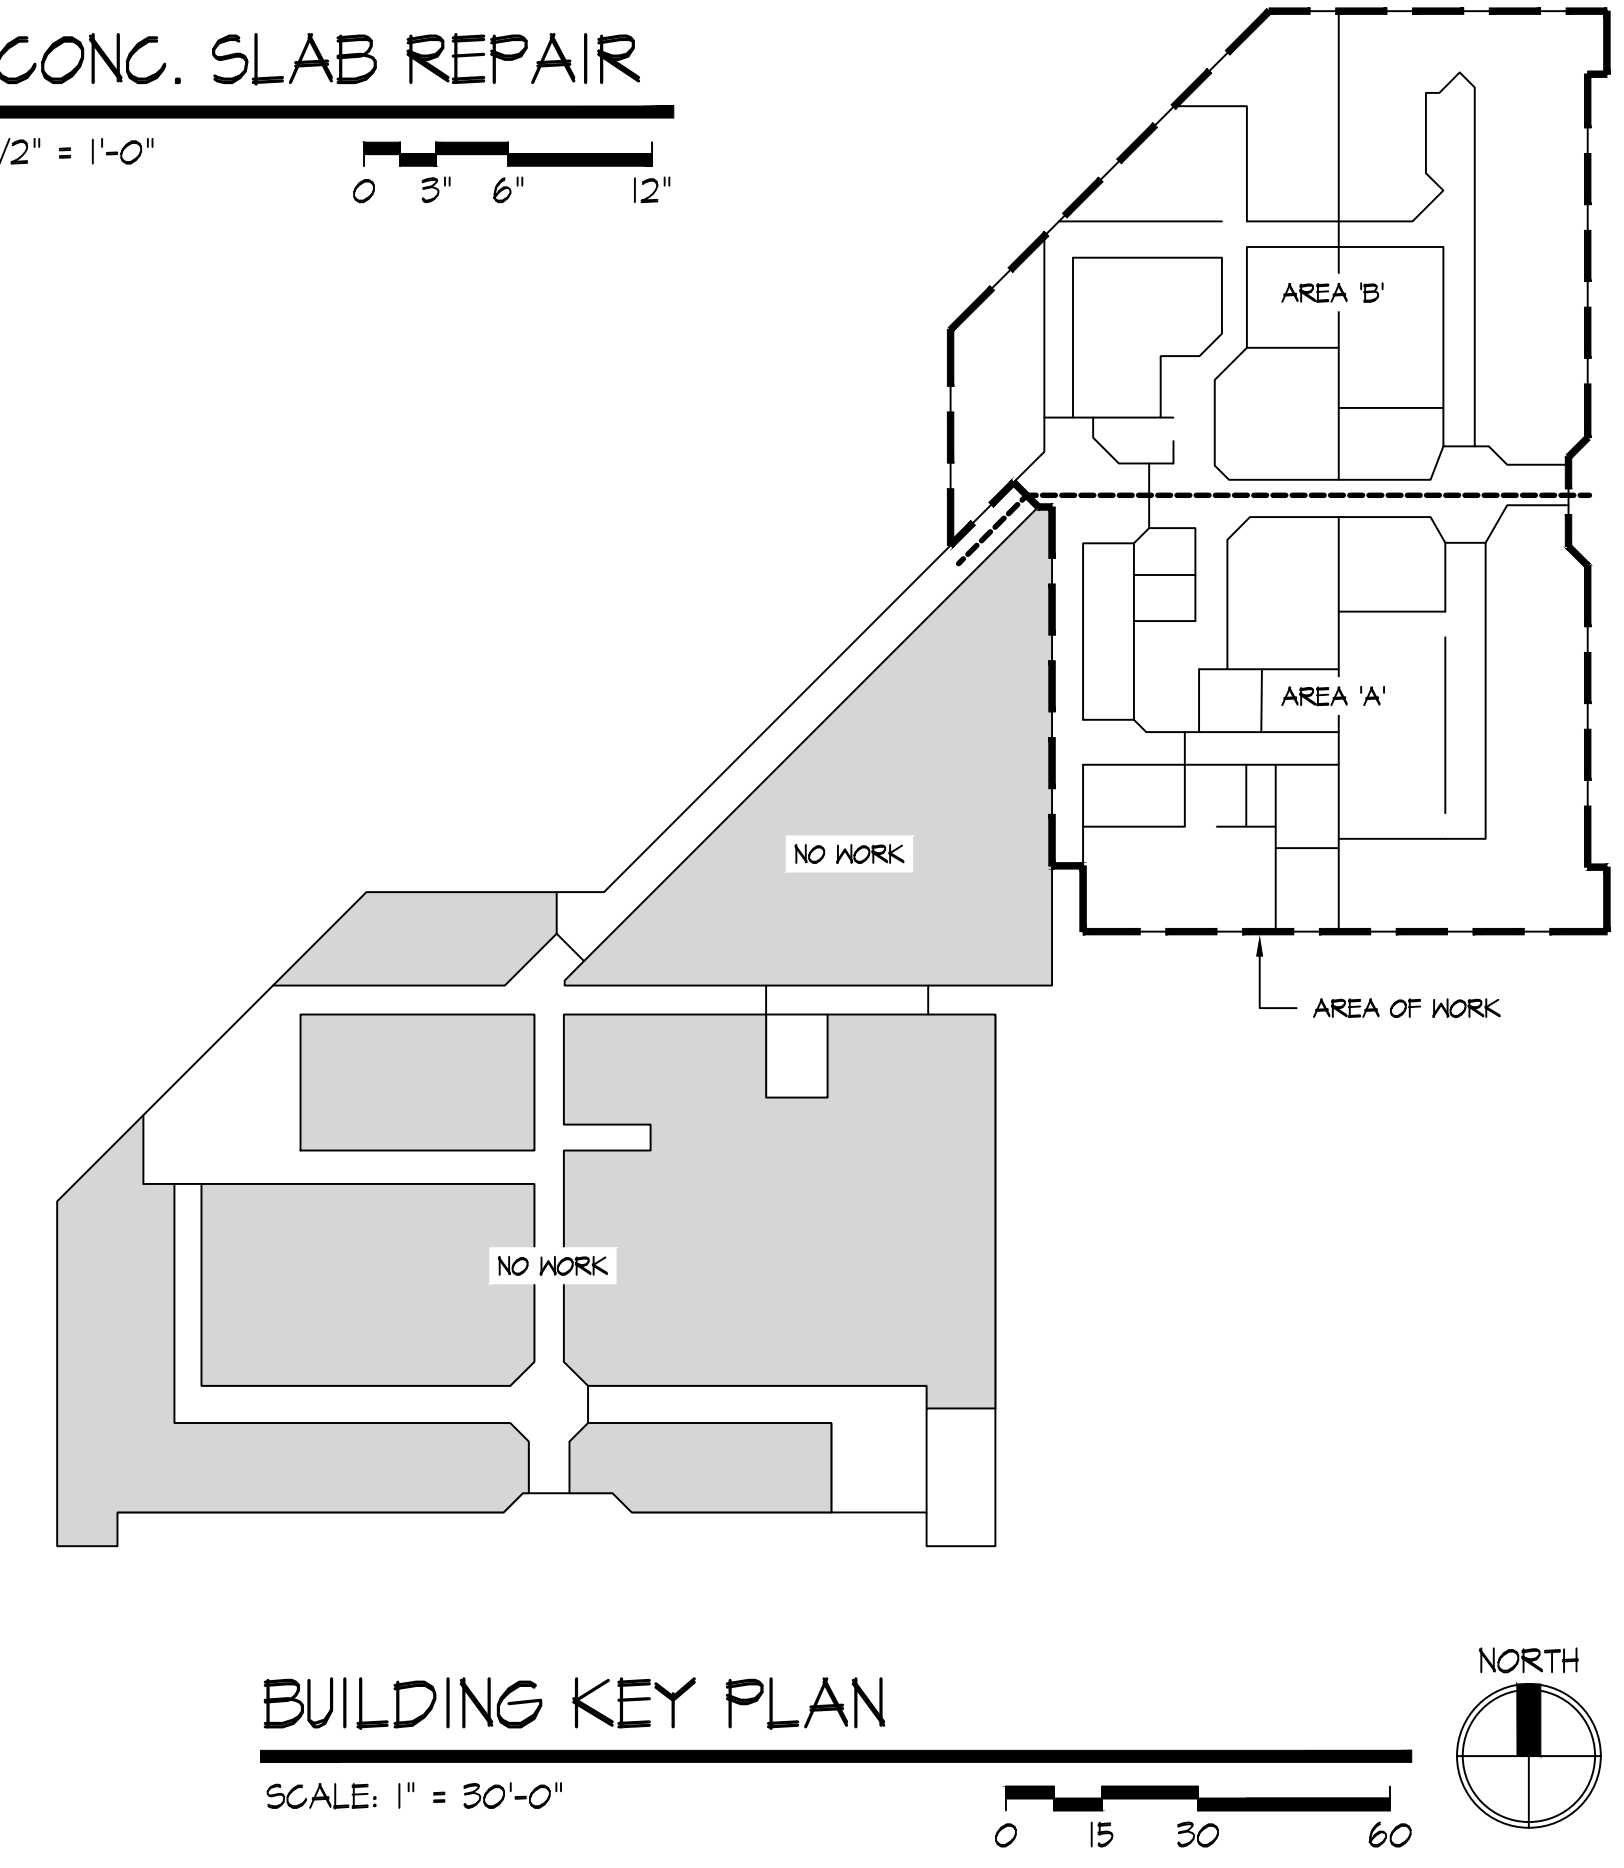 CONC. SLAB REPAIR
/2" = 1'-0"
0 3" 6" 12"
AREA 'B'
AREA 'A'
NO WORK
AREA OF WORK
NO WORK
BUILDING KEY PLAN
SCALE: 1" = 30'-0"
0 15 30 60
NORTH